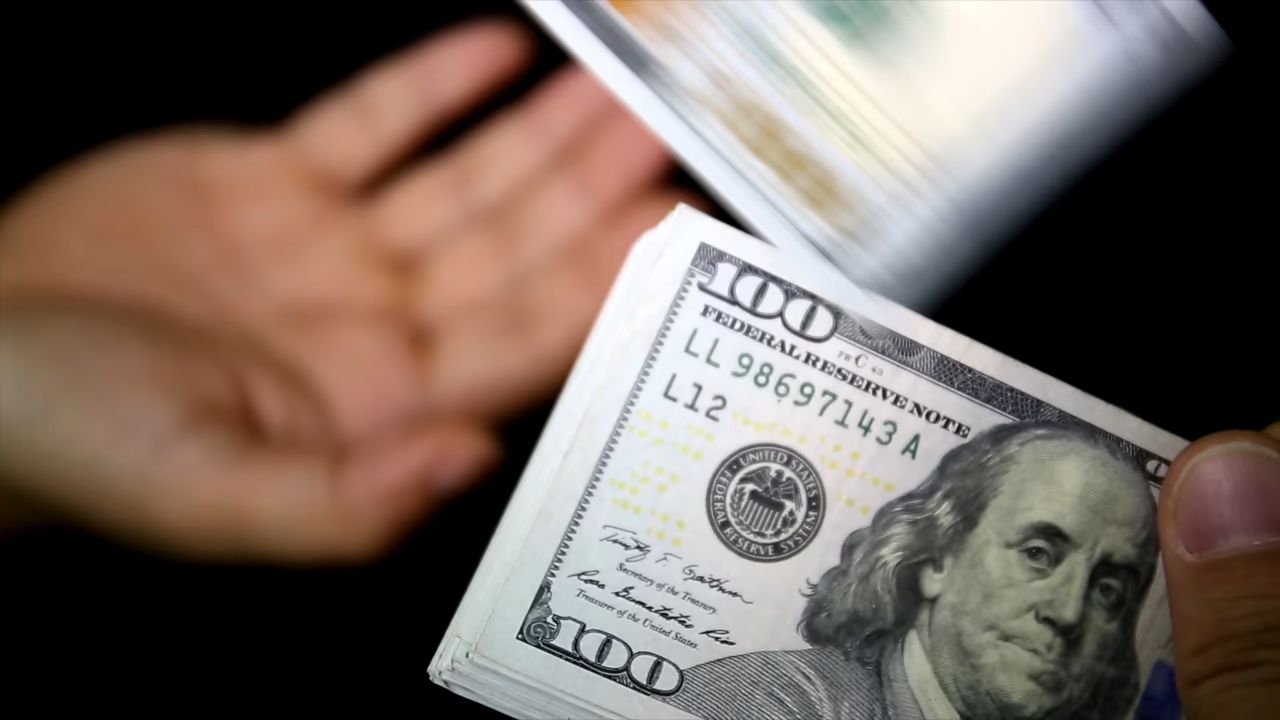 100
FEDERAL RESERVE NOTE
LL 98697143 A
L12
UNITED STATES
FEDERAL RESERVE SYSTEM
Secretary of the Treasury.
Treasurer of the United States.
100